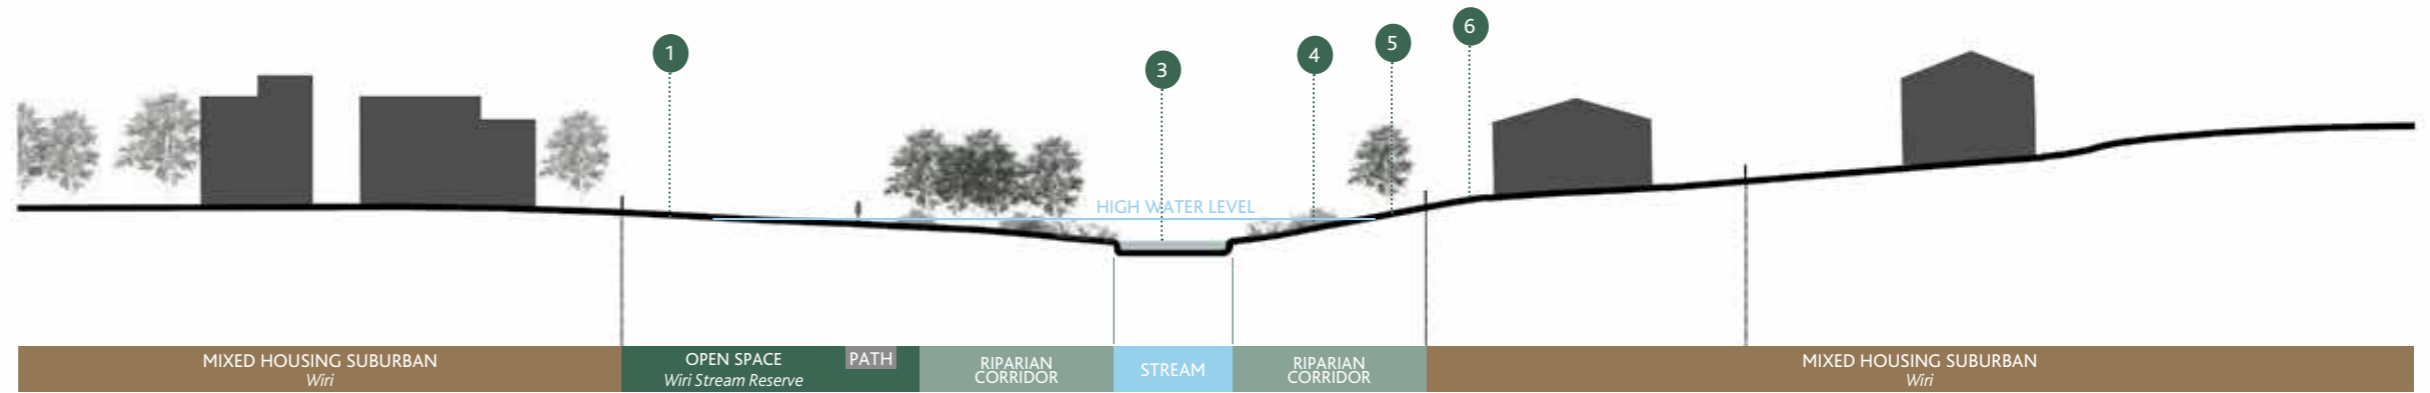 1
3
4
5
6
HIGH WATER LEVEL
MIXED HOUSING SUBURBAN
Wiri
OPEN SPACE
Wiri Stream Reserve
PATH
RIPARIAN
CORRIDOR
STREAM
RIPARIAN
CORRIDOR
MIXED HOUSING SUBURBAN
Wiri